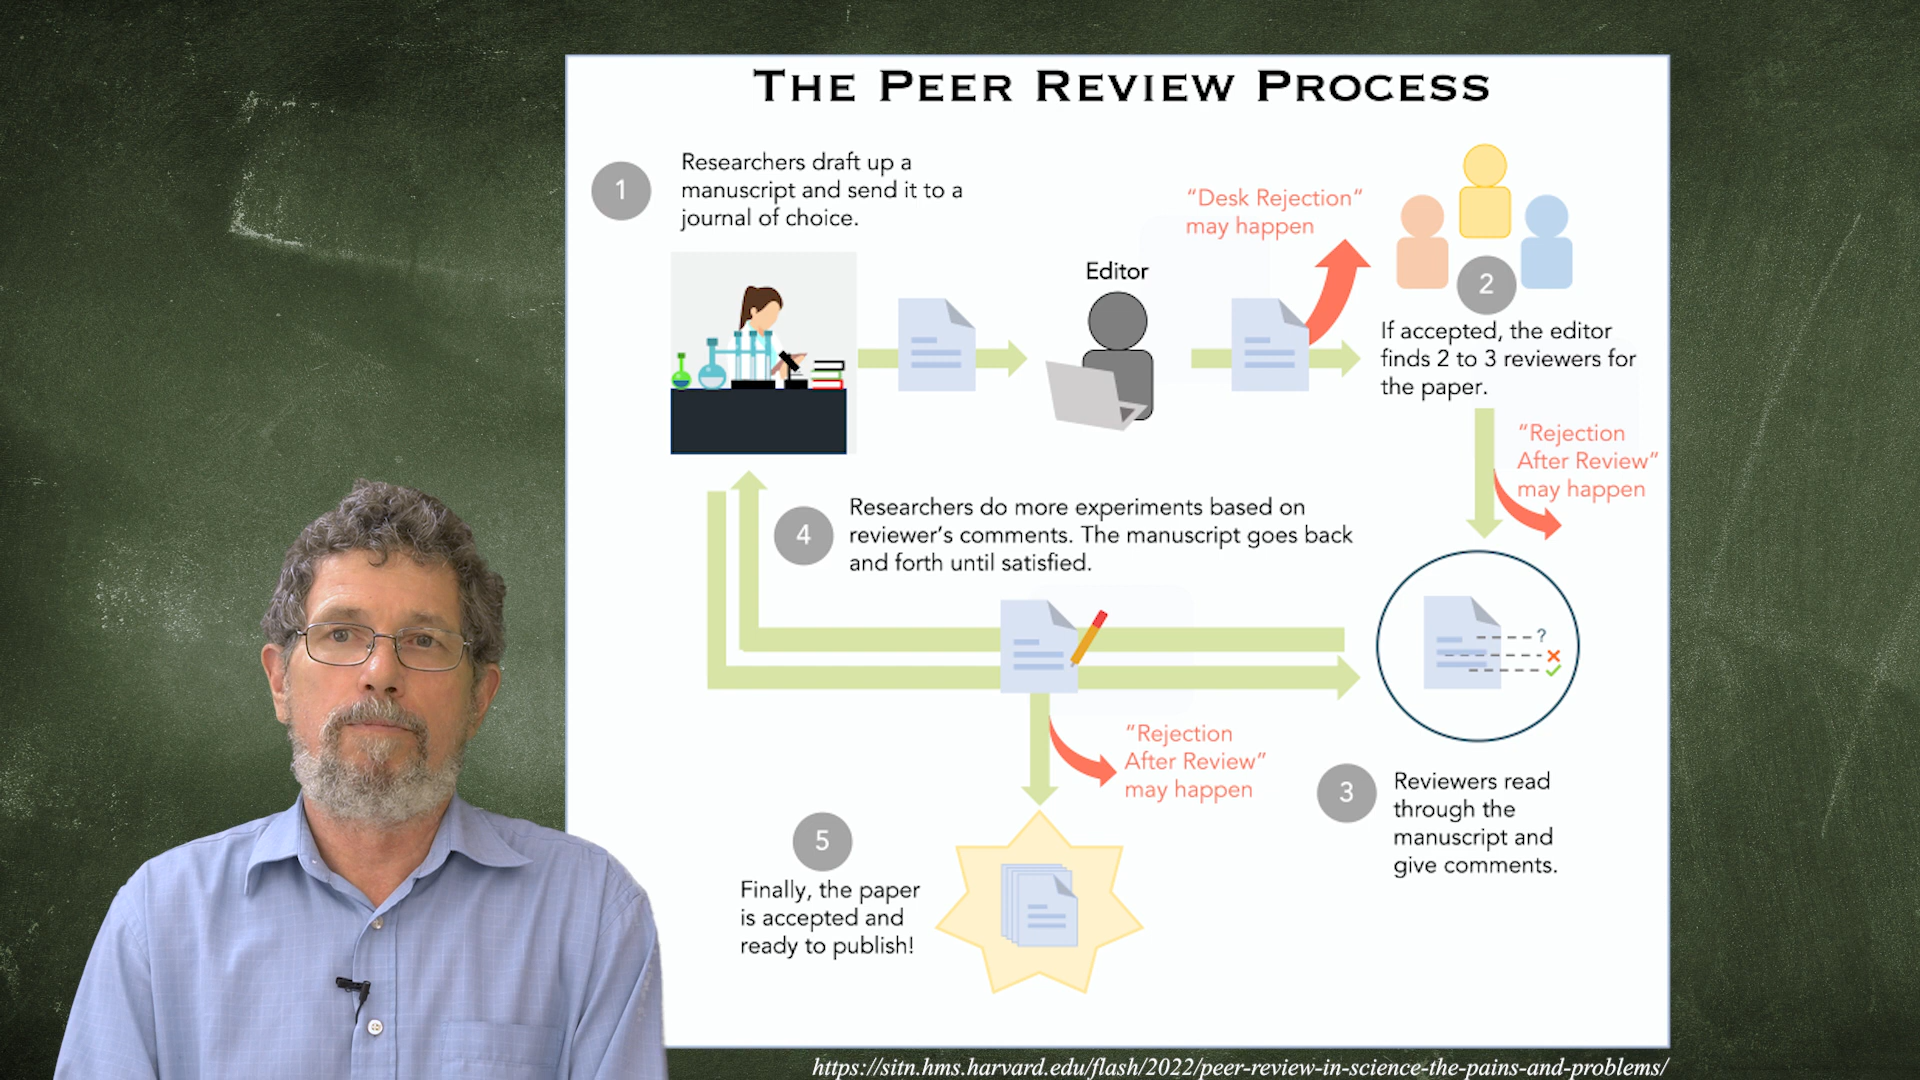 THE PEER REVIEW PROCESS
1
Researchers draft up a
manuscript and send it to a
journal of choice.
Editor
“Desk Rejection“
may happen
2
If accepted, the editor
finds 2 to 3 reviewers for
the paper.
“Rejection
After Review”
may happen
3
Reviewers read
through the
manuscript and
give comments.
?
4
Researchers do more experiments based on
reviewer’s comments. The manuscript goes back
and forth until satisfied.
“Rejection
After Review”
may happen
5
Finally, the paper
is accepted and
ready to publish!
https://sitn.hms.harvard.edu/flash/2022/peer-review-in-science-the-pains-and-problems/